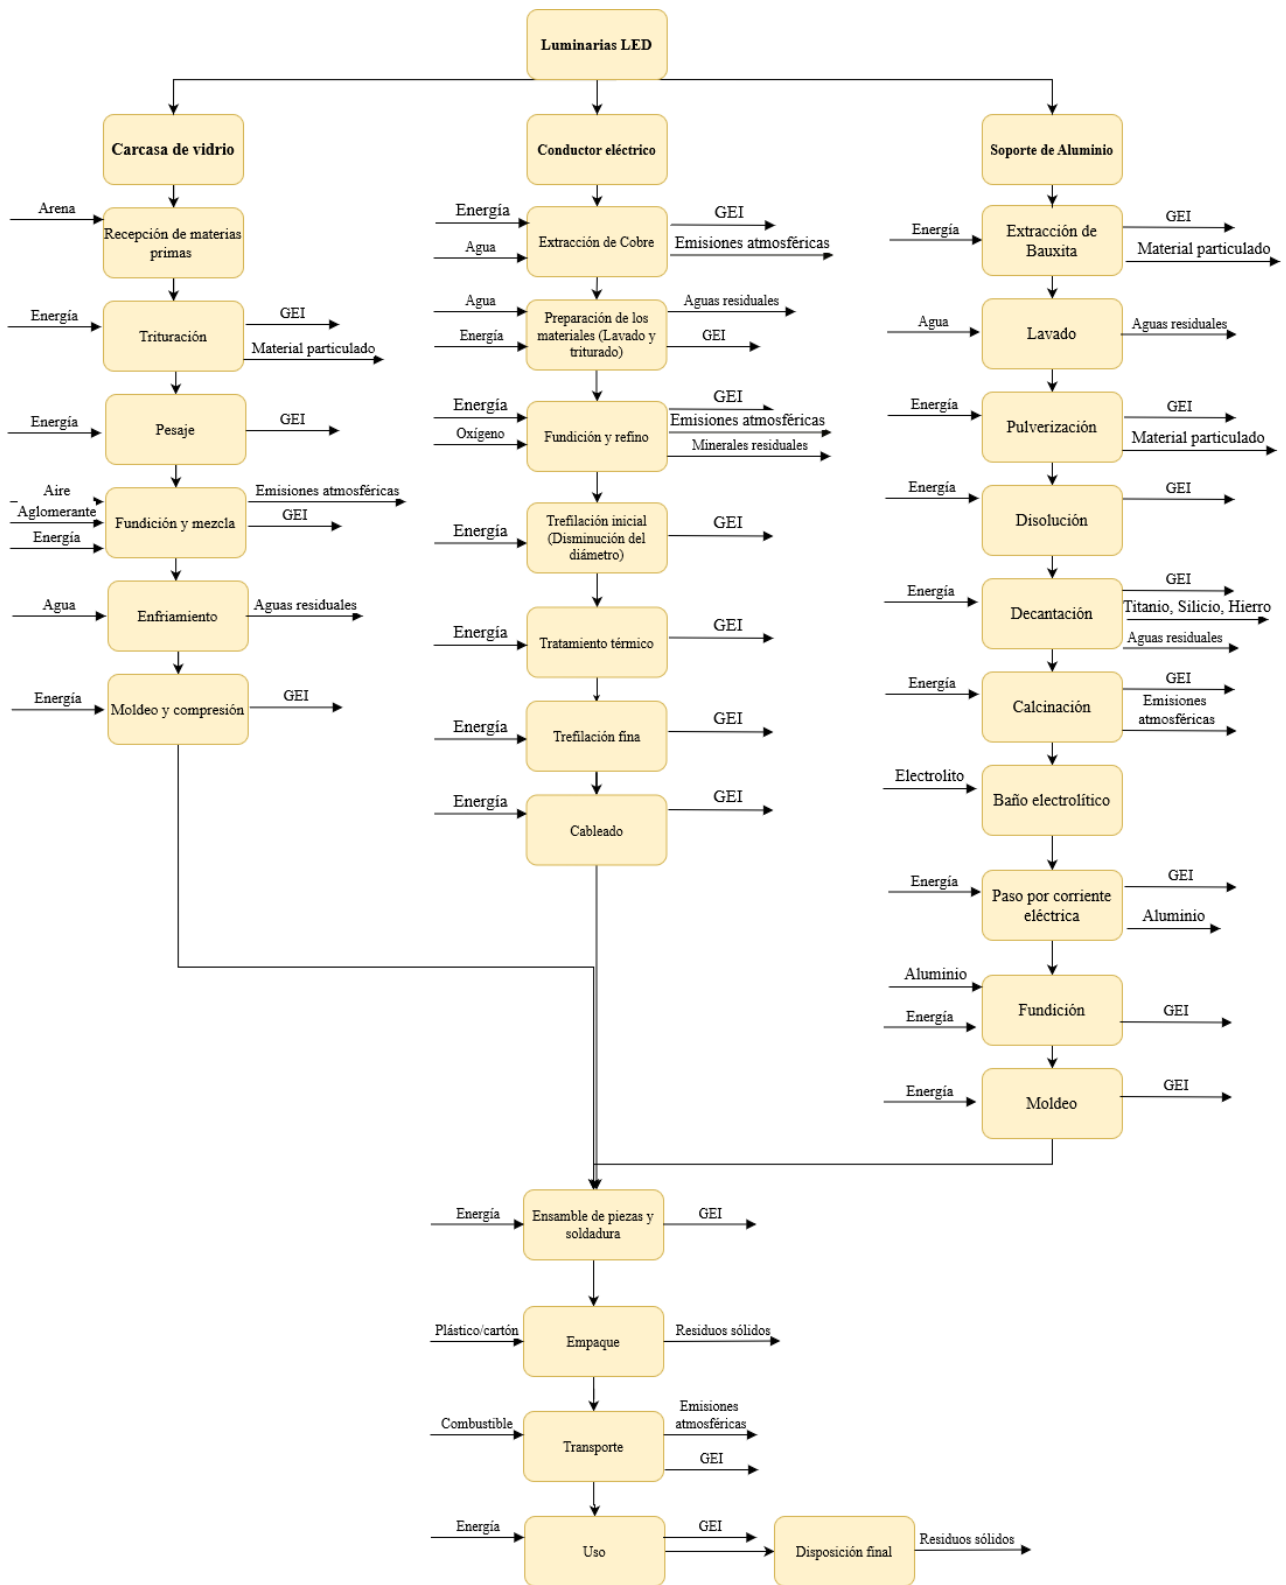 Luminarias LED
Carcasa de vidrio
Arena
Recepción de materias
primas
Energía
Trituración
GEI
Material particulado
Energía
Pesaje
GEI
Aire
Aglomerante
Energía
Fundición y mezcla
Emisiones atmosféricas
GEI
Agua
Enfriamiento
Aguas residuales
Energía
Moldeo y compresión
GEI
Conductor eléctrico
Energía
Agua
Extracción de Cobre
GEI
Emisiones atmosféricas
Agua
Energía
Preparación de los
materiales (Lavado y
triturado)
Aguas residuales
GEI
Energía
Oxígeno
Fundición y refino
GEI
Emisiones atmosféricas
Minerales residuales
Energía
Trefilación inicial
(Disminución del
diámetro)
GEI
Energía
Tratamiento térmico
GEI
Energía
Trefilación fina
GEI
Energía
Cableado
GEI
Soporte de Aluminio
Energía
Extracción de
Bauxita
GEI
Material particulado
Agua
Lavado
Aguas residuales
Energía
Pulverización
GEI
Material particulado
Energía
Disolución
GEI
Energía
Decantación
GEI
Titanio, Silicio, Hierro
Aguas residuales
Energía
Calcinación
GEI
Emisiones
atmosféricas
Electrolito
Baño electrolítico
Energía
Paso por corriente
eléctrica
GEI
Aluminio
Aluminio
Energía
Fundición
GEI
Energía
Moldeo
GEI
Energía
Ensamble de piezas y
soldadura
GEI
Plástico/cartón
Empaque
Residuos sólidos
Combustible
Transporte
Emisiones
atmosféricas
GEI
Energía
Uso
GEI
Disposición final
Residuos sólidos